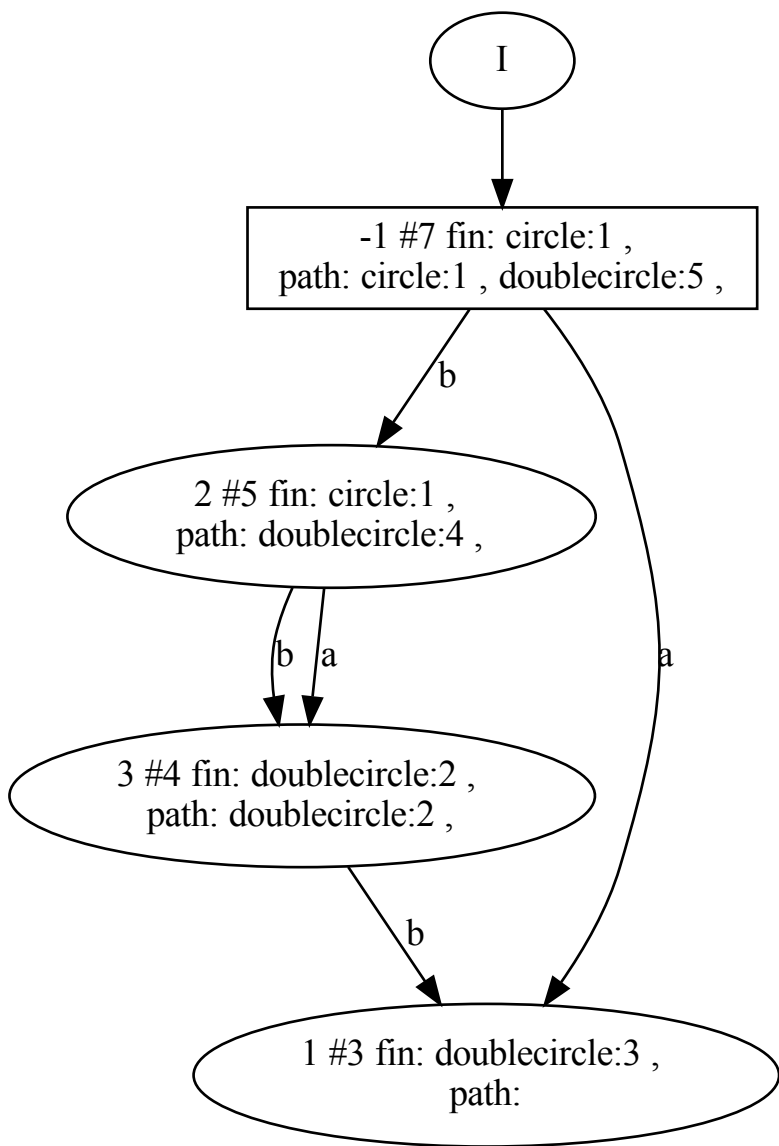 I
-1 #7 fin: circle:1 ,
path: circle:1 , doublecircle:5 ,
b
2 #5 fin: circle:1 ,
path: doublecircle:4 ,
b
a
a
3 #4 fin: doublecircle:2 ,
path: doublecircle:2 ,
b
1 #3 fin: doublecircle:3 ,
path: